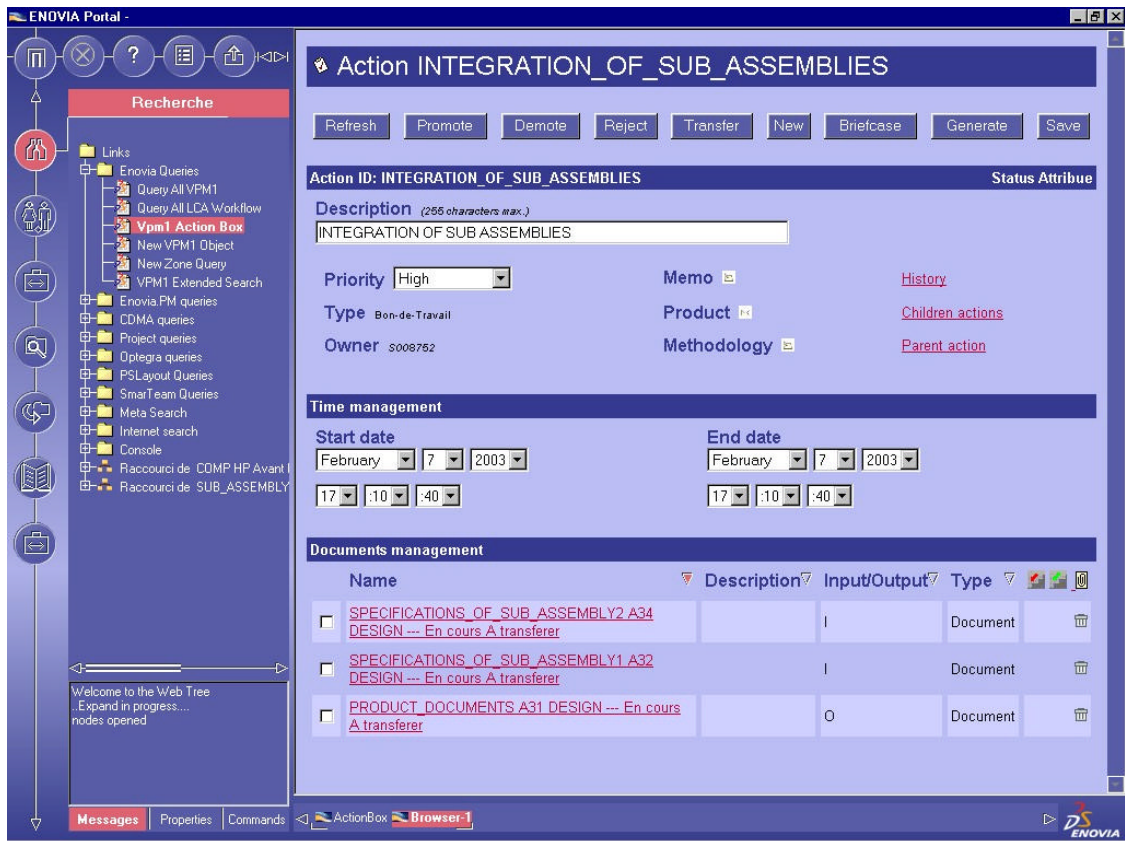 ENOVIA Portal -
Recherche
Links
Enovia Queries
Query All VPM1
Query All LCA Workflow
Vpm1 Action Box
New VPM1 Object
New Zone Query
VPM1 Extended Search
Enovia.PM queries
CDMA queries
Project queries
Optegra queries
PSLayout Queries
SmarTeam Queries
Meta Search
Internet search
Console
Raccourci de COMP HP Avant
Raccourci de SUB_ASSEMBLY
Welcome to the Web Tree
..Expand in progress....
nodes opened
Messages Properties Commands
Action INTEGRATION_OF_SUB_ASSEMBLIES
Refresh Promote Demote Reject Transfer New Briefcase Generate Save
Action ID: INTEGRATION_OF_SUB_ASSEMBLIES Status Attribue
Description (255 characters max.)
INTEGRATION OF SUB ASSEMBLIES
Priority High Memo History
Type Bon-de-Travail Product Children actions
Owner S008752 Methodology Parent action
Time management
Start date End date
February 7 2003 February 7 2003
17 :10 :40 17 :10 :40
Documents management
Name Description Input/Output Type
SPECIFICATIONS_OF_SUB_ASSEMBLY2 A34
DESIGN --- En cours A transferer I Document
SPECIFICATIONS_OF_SUB_ASSEMBLY1 A32
DESIGN --- En cours A transferer I Document
PRODUCT_DOCUMENTS A31 DESIGN --- En cours
A transferer O Document
ActionBox Browser-1
ENOVIA